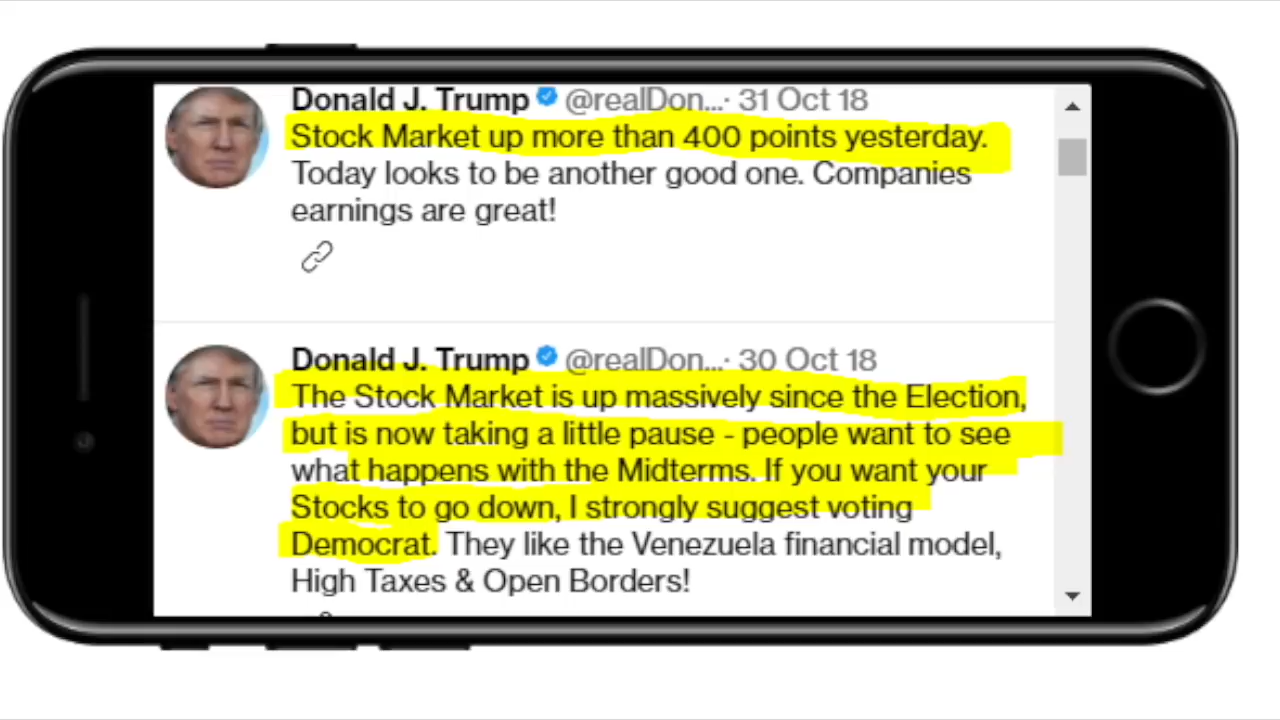 Donald J. Trump @realDon...· 31 Oct 18
Stock Market up more than 400 points yesterday.
Today looks to be another good one. Companies
earnings are great!
Donald J. Trump @realDon...· 30 Oct 18
The Stock Market is up massively since the Election,
but is now taking a little pause - people want to see
what happens with the Midterms. If you want your
Stocks to go down, I strongly suggest voting
Democrat. They like the Venezuela financial model,
High Taxes & Open Borders!